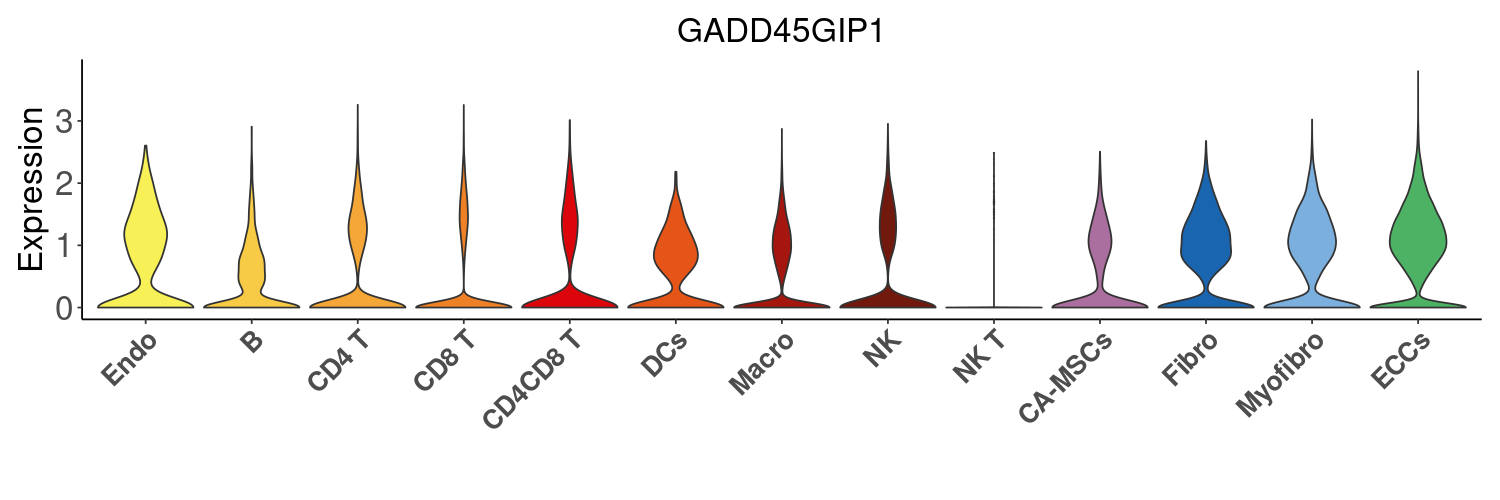 GADD45GIP1
Expression
3
2
1
0
Endo
B
CD4 T
CD8 T
CD4CD8 T
DCs
Macro
NK
NK T
CA-MSCs
Fibro
Myofibro
ECCs